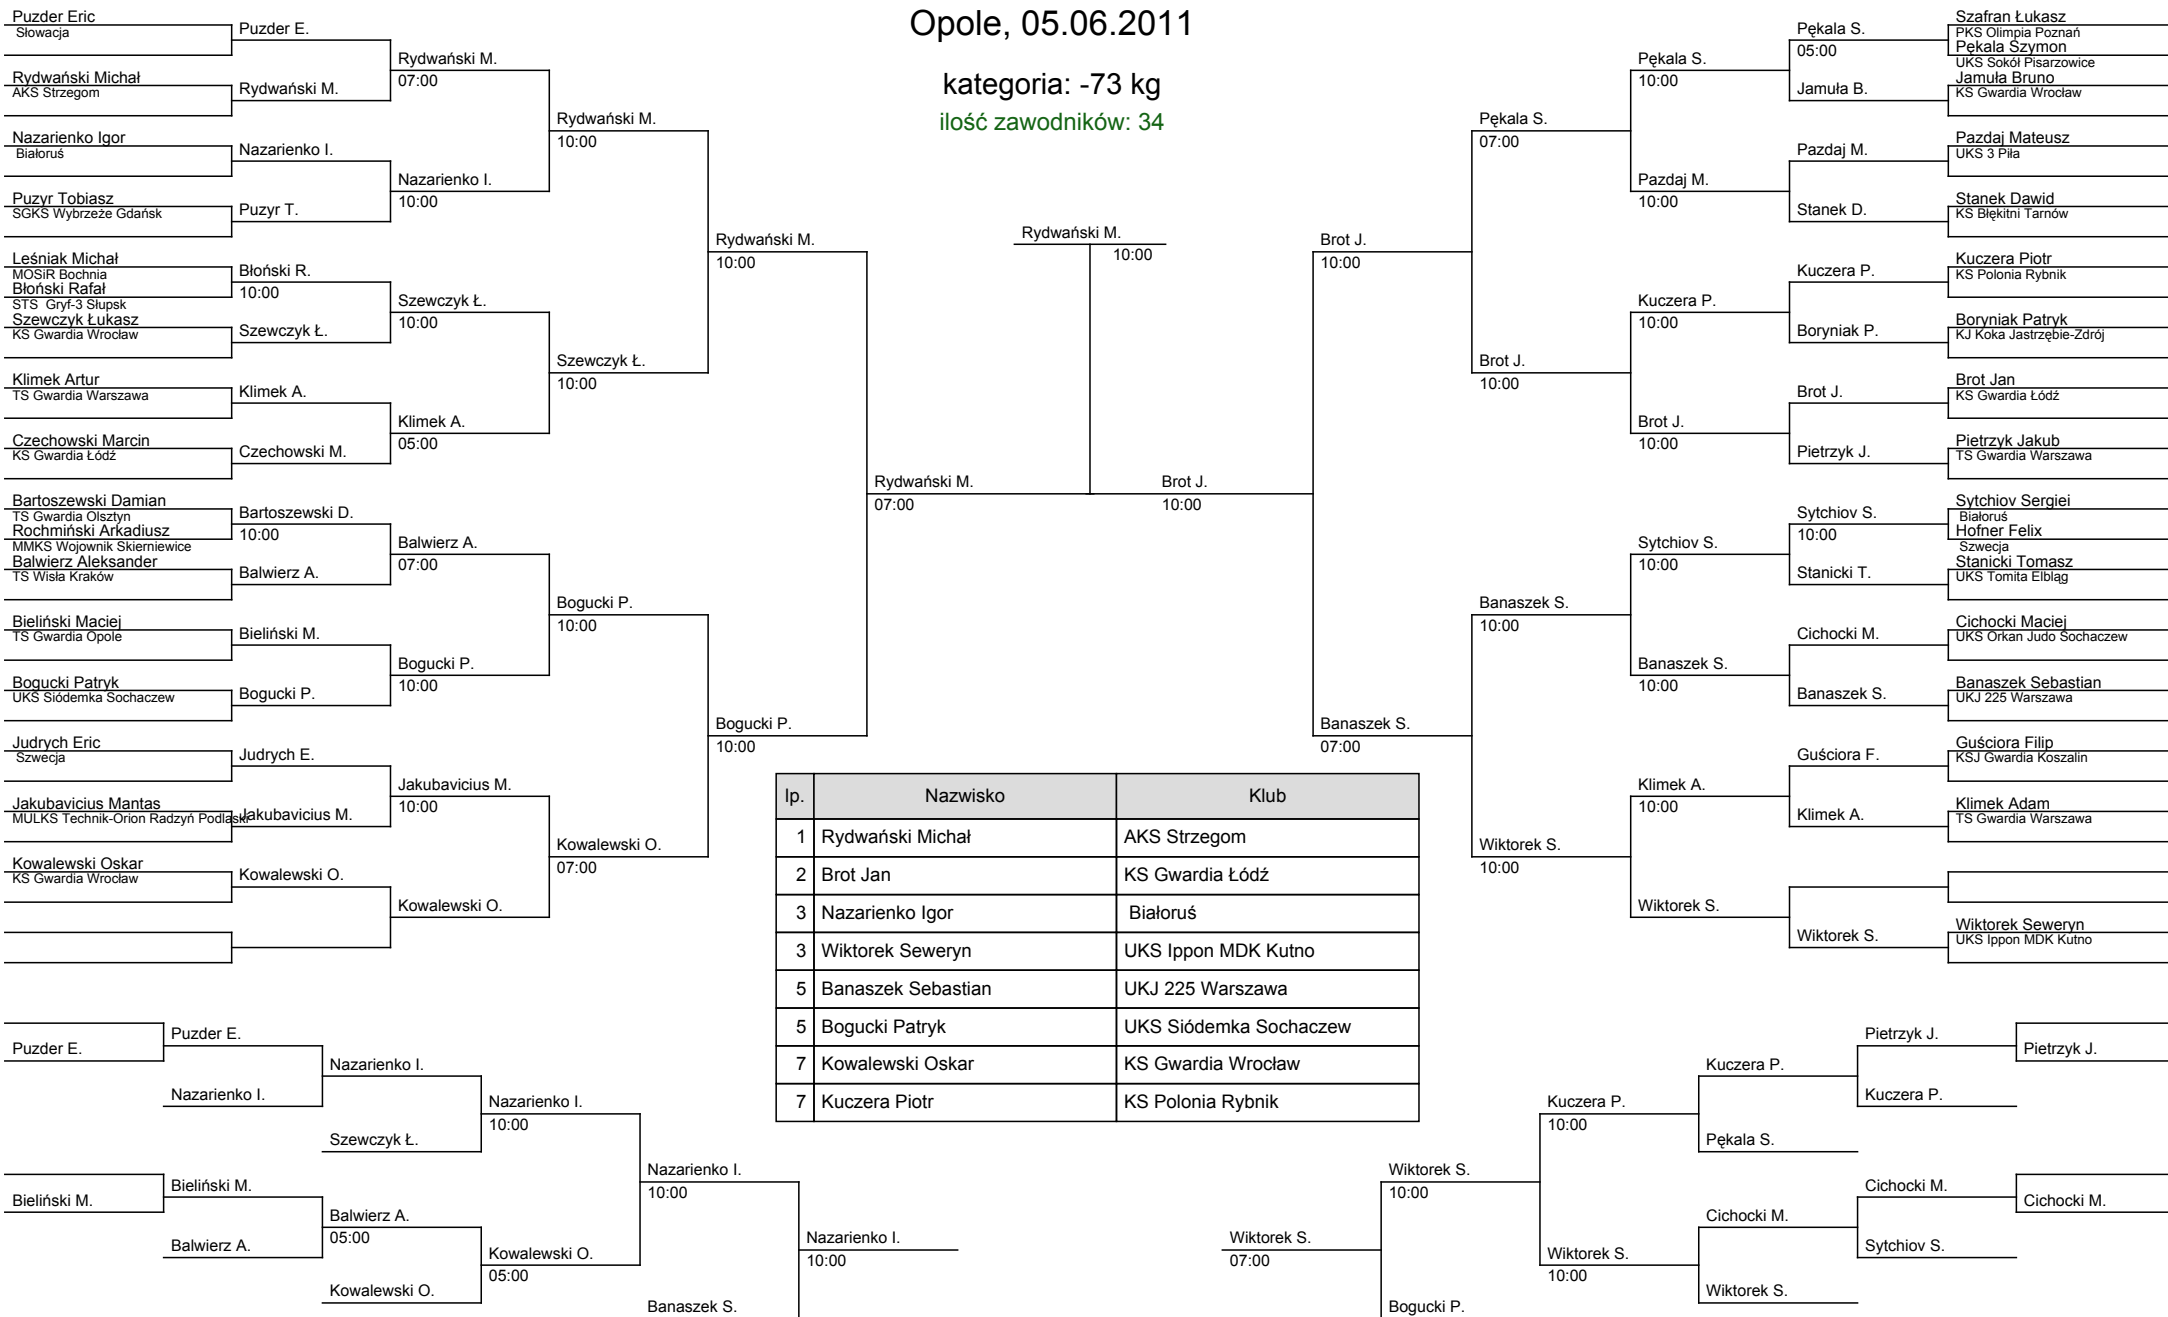 Opole, 05.06.2011
kategoria: -73 kg
ilość zawodników: 34
Puzder Eric
Słowacja
Rydwański Michał
AKS Strzegom
Nazarienko Igor
Białoruś
Puzyr Tobiasz
SGKS Wybrzeże Gdańsk
Leśniak Michał
MOSiR Bochnia
Błoński Rafał
STS Gryf-3 Słupsk
Szewczyk Łukasz
KS Gwardia Wrocław
Klimek Artur
TS Gwardia Warszawa
Czechowski Marcin
KS Gwardia Łódź
Bartoszewski Damian
TS Gwardia Olsztyn
Rochmiński Arkadiusz
MMKS Wojownik Skierniewice
Balwierz Aleksander
TS Wisła Kraków
Bieliński Maciej
TS Gwardia Opole
Bogucki Patryk
UKS Siódemka Sochaczew
Judrych Eric
Szwecja
Jakubavicius Mantas
MULKS Technik-Orion Radzyń Podlaski
Kowalewski Oskar
KS Gwardia Wrocław
Puzder E.
Rydwański M.
Nazarienko I.
Puzyr T.
Błoński R.
10:00
Szewczyk Ł.
Klimek A.
Czechowski M.
Bartoszewski D.
10:00
Balwierz A.
Bieliński M.
Bogucki P.
Judrych E.
Jakubavicius M.
Kowalewski O.
Rydwański M.
07:00
Nazarienko I.
10:00
Szewczyk Ł.
10:00
Klimek A.
05:00
Balwierz A.
07:00
Bogucki P.
10:00
Jakubavicius M.
10:00
Kowalewski O.
Rydwański M.
10:00
Szewczyk Ł.
10:00
Bogucki P.
10:00
Kowalewski O.
07:00
Rydwański M.
10:00
Bogucki P.
10:00
Rydwański M.
07:00
Rydwański M.
10:00
Brot J.
10:00
Brot J.
10:00
Banaszek S.
07:00
Pękala S.
07:00
Brot J.
10:00
Banaszek S.
10:00
Wiktorek S.
10:00
Pękala S.
10:00
Pazdaj M.
10:00
Kuczera P.
10:00
Brot J.
10:00
Sytchiov S.
10:00
Banaszek S.
10:00
Klimek A.
10:00
Wiktorek S.
Pękala S.
05:00
Jamuła B.
Pazdaj M.
Stanek D.
Kuczera P.
Boryniak P.
Brot J.
Pietrzyk J.
Sytchiov S.
10:00
Stanicki T.
Cichocki M.
Banaszek S.
Guściora F.
Klimek A.
Wiktorek S.
Szafran Łukasz
PKS Olimpia Poznań
Pękala Szymon
UKS Sokół Pisarzowice
Jamuła Bruno
KS Gwardia Wrocław
Pazdaj Mateusz
UKS 3 Piła
Stanek Dawid
KS Błękitni Tarnów
Kuczera Piotr
KS Polonia Rybnik
Boryniak Patryk
KJ Koka Jastrzębie-Zdrój
Brot Jan
KS Gwardia Łódź
Pietrzyk Jakub
TS Gwardia Warszawa
Sytchiov Sergiei
Białoruś
Hofner Felix
Szwecja
Stanicki Tomasz
UKS Tomita Elbląg
Cichocki Maciej
UKS Orkan Judo Sochaczew
Banaszek Sebastian
UKJ 225 Warszawa
Guściora Filip
KSJ Gwardia Koszalin
Klimek Adam
TS Gwardia Warszawa
Wiktorek Seweryn
UKS Ippon MDK Kutno
lp. Nazwisko Klub
1 Rydwański Michał AKS Strzegom
2 Brot Jan KS Gwardia Łódź
3 Nazarienko Igor Białoruś
3 Wiktorek Seweryn UKS Ippon MDK Kutno
5 Banaszek Sebastian UKJ 225 Warszawa
5 Bogucki Patryk UKS Siódemka Sochaczew
7 Kowalewski Oskar KS Gwardia Wrocław
7 Kuczera Piotr KS Polonia Rybnik
Puzder E.
Bieliński M.
Puzder E.
Nazarienko I.
Bieliński M.
Balwierz A.
Nazarienko I.
Szewczyk Ł.
Balwierz A.
05:00
Kowalewski O.
Nazarienko I.
10:00
Kowalewski O.
05:00
Nazarienko I.
10:00
Banaszek S.
Nazarienko I.
10:00
Wiktorek S.
07:00
Wiktorek S.
10:00
Bogucki P.
Kuczera P.
10:00
Wiktorek S.
10:00
Kuczera P.
Pękala S.
Cichocki M.
Wiktorek S.
Pietrzyk J.
Kuczera P.
Cichocki M.
Sytchiov S.
Pietrzyk J.
Cichocki M.